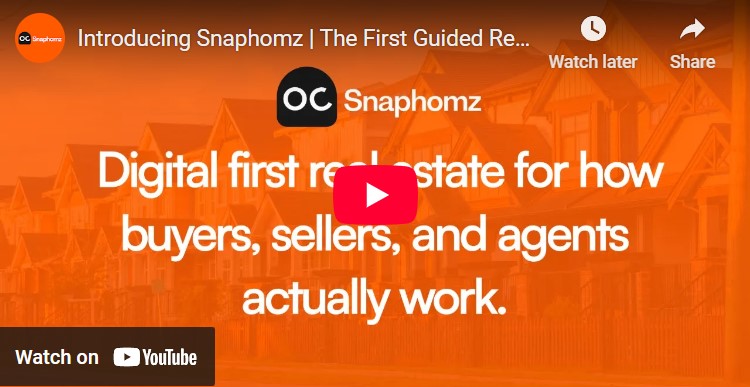 OC Snaphomz
Introducing Snaphomz | The First Guided Re...
Watch later
Share
OC Snaphomz
Digital first real estate for how
buyers, sellers, and agents
actually work.
Watch on YouTube